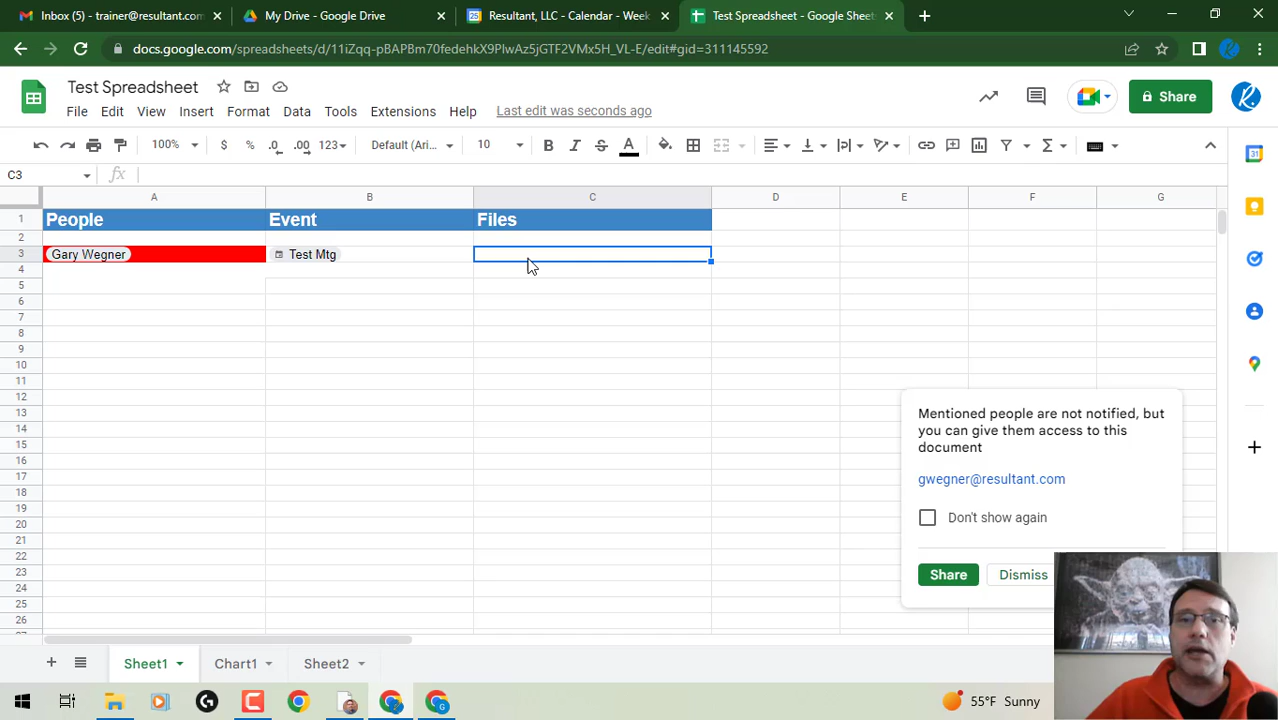 Inbox (5) - trainer@resultant.com
My Drive - Google Drive
Resultant, LLC - Calendar - Week
Test Spreadsheet - Google Sheets
docs.google.com/spreadsheets/d/11iZqq-pBAPBm70fedehkX9PlwAz5jGTF2VMx5H_VL-E/edit#gid=311145592
Test Spreadsheet
File Edit View Insert Format Data Tools Extensions Help Last edit was seconds ago
Share
100% $ % .0 .00 123 Default (Ari... 10 B I S A
C3 fx
A B C D E F G
1 People Event Files
2
3 Gary Wegner Test Mtg
4
5
6
7
8
9
10
11
12
13
14
15
16
17
18
19
20
21
22
23
24
25
26
Mentioned people are not notified, but
you can give them access to this
document
gwegner@resultant.com
Don't show again
Share Dismiss
+ Sheet1 Chart1 Sheet2
55°F Sunny